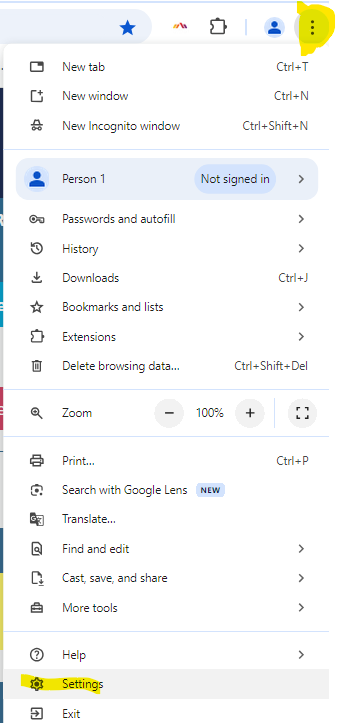 New tab Ctrl+T
New window Ctrl+N
New Incognito window Ctrl+Shift+N
Person 1 Not signed in
Passwords and autofill
History
Downloads Ctrl+J
Bookmarks and lists
Extensions
Delete browsing data... Ctrl+Shift+Del
Zoom − 100% +
Print... Ctrl+P
Search with Google Lens NEW
Translate...
Find and edit
Cast, save, and share
More tools
Help
Settings
Exit